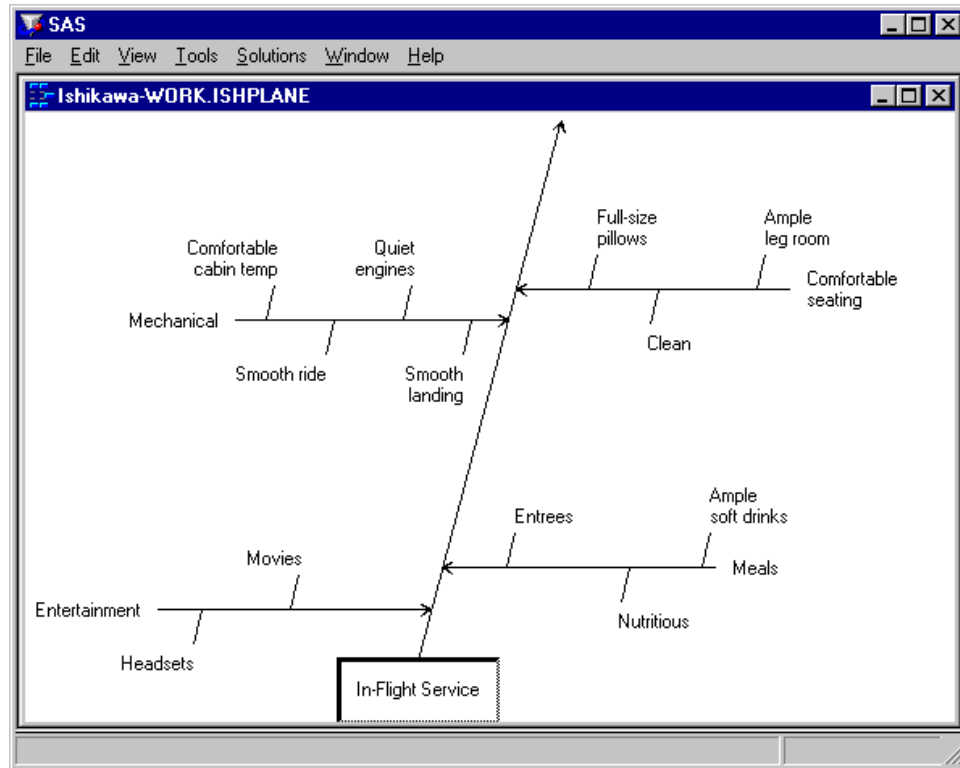 SAS
File Edit View Tools Solutions Window Help
Ishikawa-WORK.ISHPLANE
Comfortable
cabin temp
Quiet
engines
Mechanical
Smooth ride
Smooth
landing
Full-size
pillows
Ample
leg room
Comfortable
seating
Clean
Movies
Entertainment
Headsets
Entrees
Ample
soft drinks
Meals
Nutritious
In-Flight Service